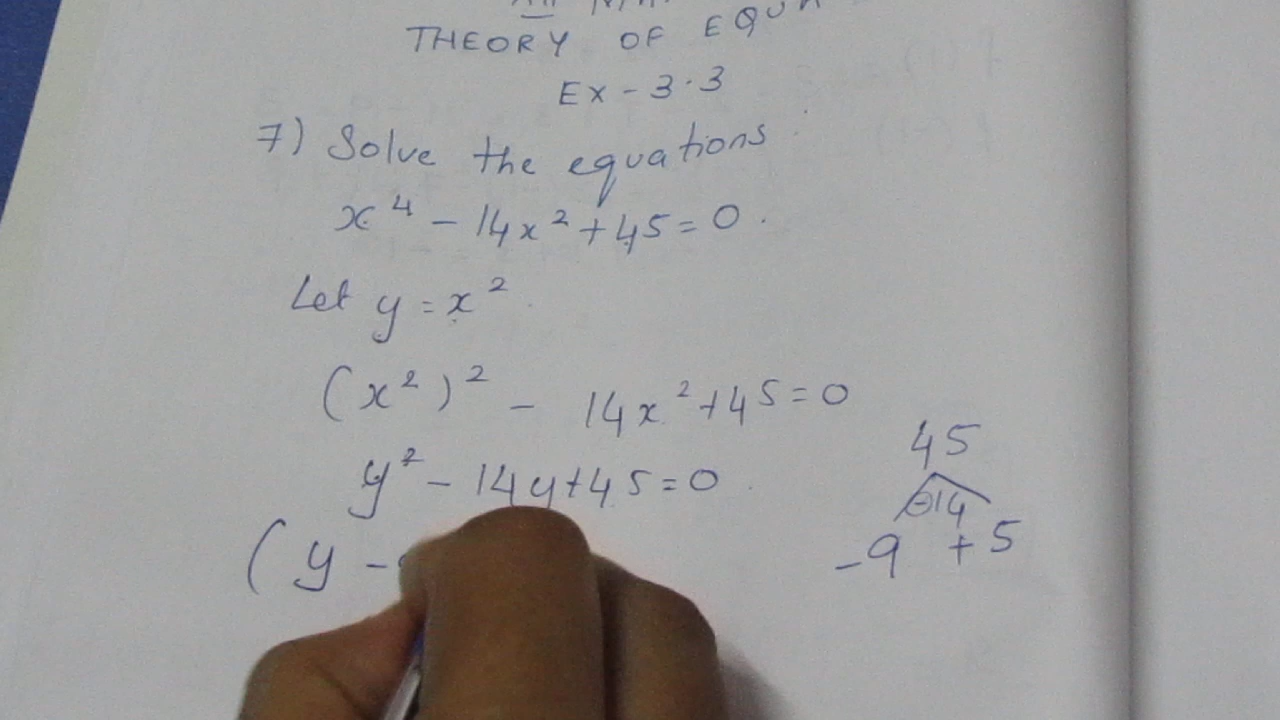 THEORY OF EQU
EX-3.3
7) Solve the equations
x⁴ - 14x² + 45 = 0.
Let y = x²
(x²)² - 14x² + 45 = 0
y² - 14y + 45 = 0
(y -
45
-14
-9 +5